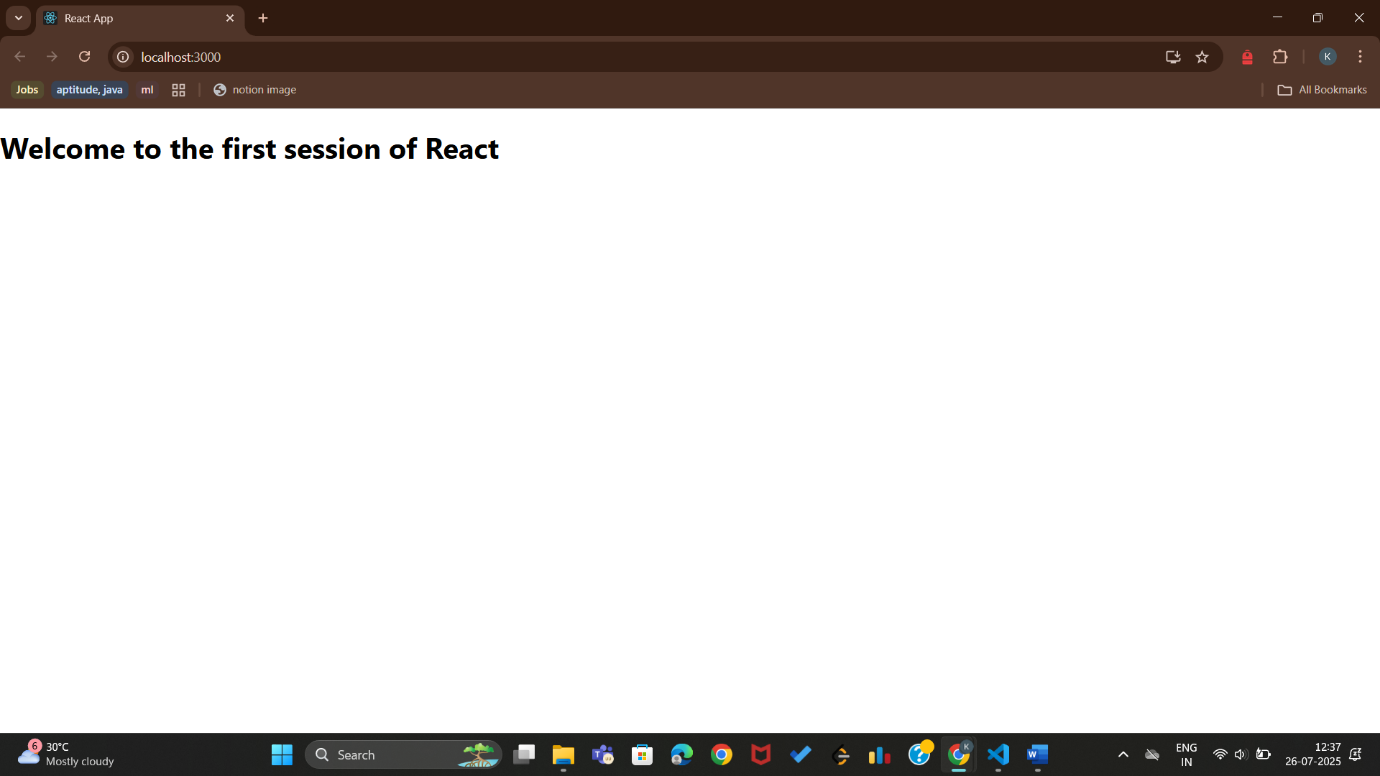 React App
localhost:3000
K
Jobs
aptitude, java
ml
notion image
All Bookmarks
Welcome to the first session of React
6
30°C
Mostly cloudy
Search
T
K
W
ENG
IN
12:37
26-07-2025